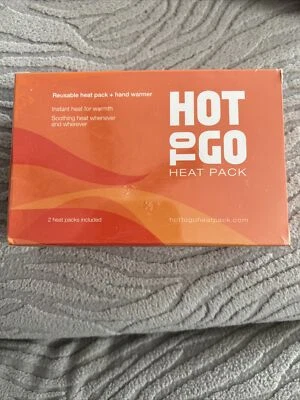 Reusable heat pack + hand warmer
Instant heat for warmth
Soothing heat whenever
and wherever
HOT
TO GO
HEAT PACK
2 heat packs included
hottogoheatpack.com